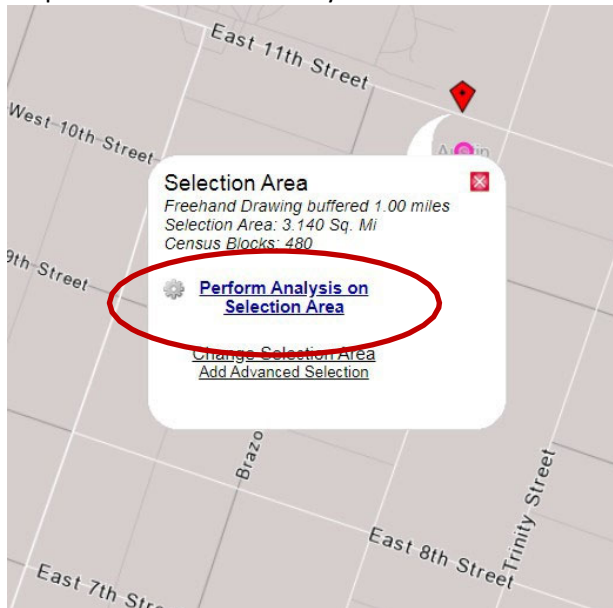 East 11th Street
West 10th Street
9th Street
Selection Area
Freehand Drawing buffered 1.00 miles
Selection Area: 3.140 Sq. Mi
Census Blocks: 480
Perform Analysis on
Selection Area
Change Selection Area
Add Advanced Selection
Brazo
Trinity Street
East 8th Street
East 7th Str